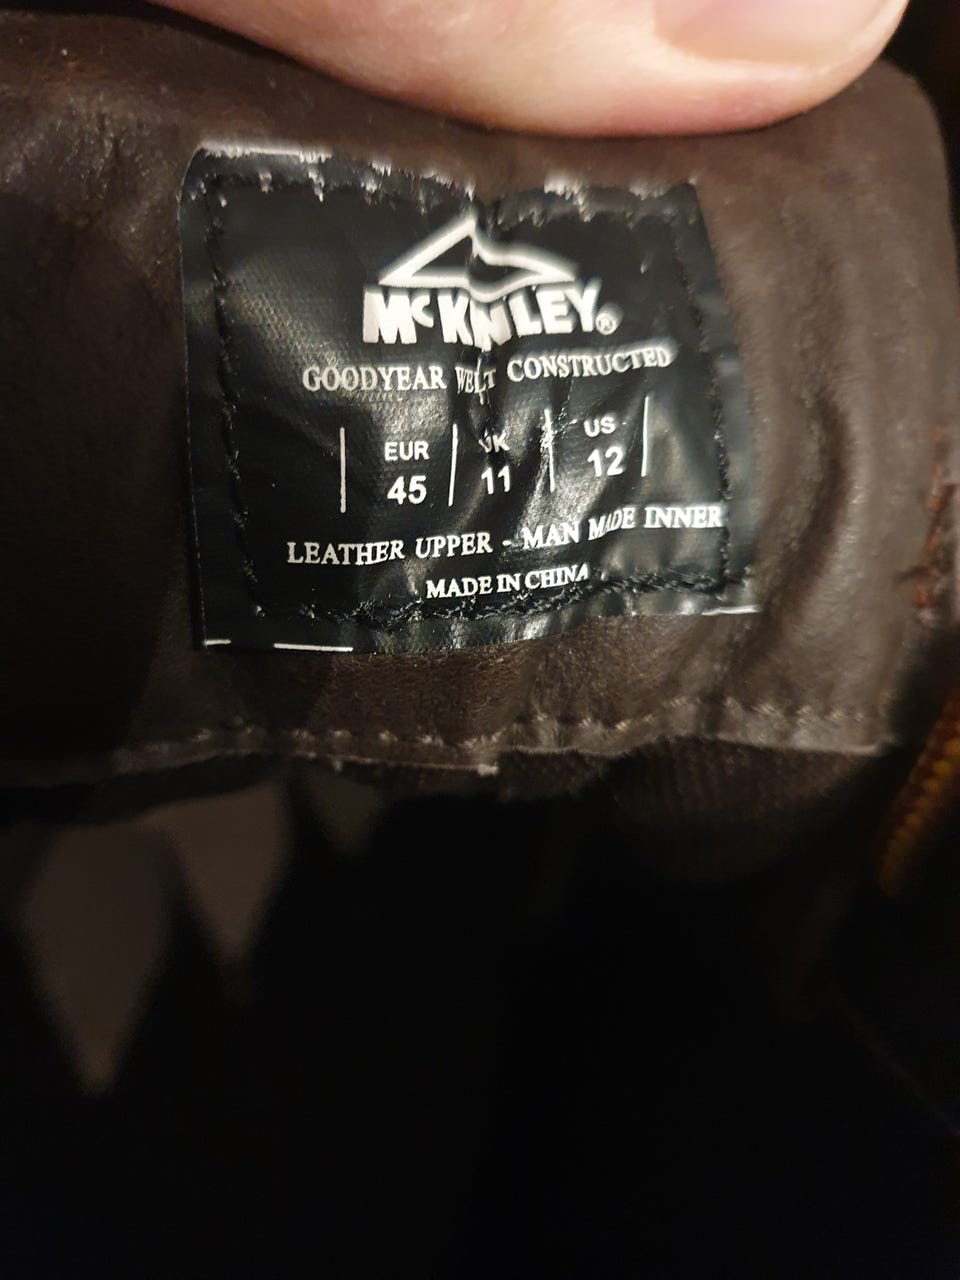 McKINLEY®
GOODYEAR WELT CONSTRUCTED
EUR | UK | US
45 | 11 | 12
LEATHER UPPER - MAN MADE INNER
MADE IN CHINA